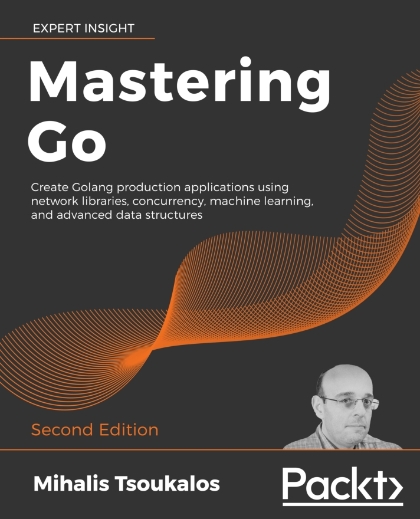 EXPERT INSIGHT
Mastering
Go
Create Golang production applications using
network libraries, concurrency, machine learning,
and advanced data structures
Second Edition
Mihalis Tsoukalos
Packt>